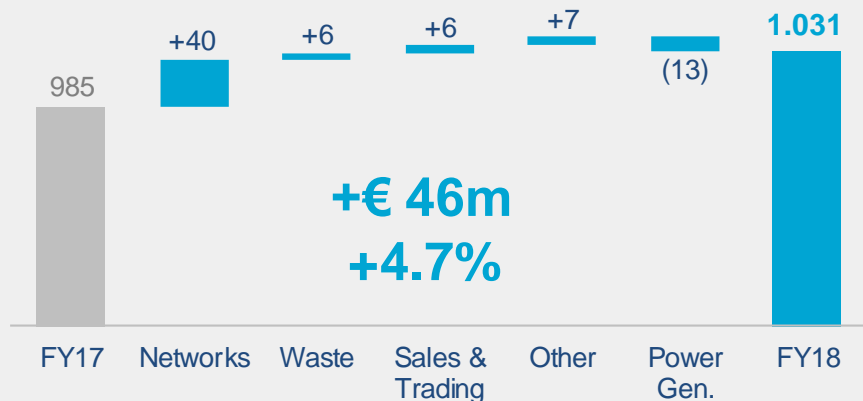 +40
+6
+6
+7
1.031
985
(13)
+€ 46m
+4.7%
FY17
Networks
Waste
Sales &
Trading
Other
Power
Gen.
FY18